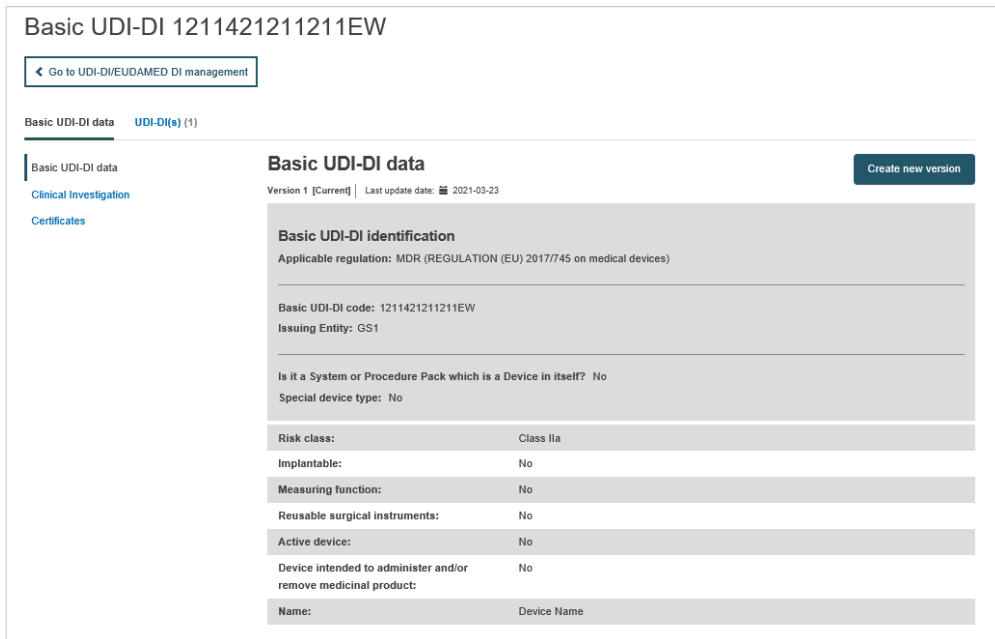 Basic UDI-DI 1211421211211EW
Go to UDI-DI/EUDAMED DI management
Basic UDI-DI data UDI-DI(s) (1)
Basic UDI-DI data
Clinical Investigation
Certificates
Basic UDI-DI data
Create new version
Version 1 [Current] Last update date: 2021-03-23
Basic UDI-DI identification
Applicable regulation: MDR (REGULATION (EU) 2017/745 on medical devices)
Basic UDI-DI code: 1211421211211EW
Issuing Entity: GS1
Is it a System or Procedure Pack which is a Device in itself? No
Special device type: No
Risk class: Class IIa
Implantable: No
Measuring function: No
Reusable surgical instruments: No
Active device: No
Device intended to administer and/or No
remove medicinal product:
Name: Device Name